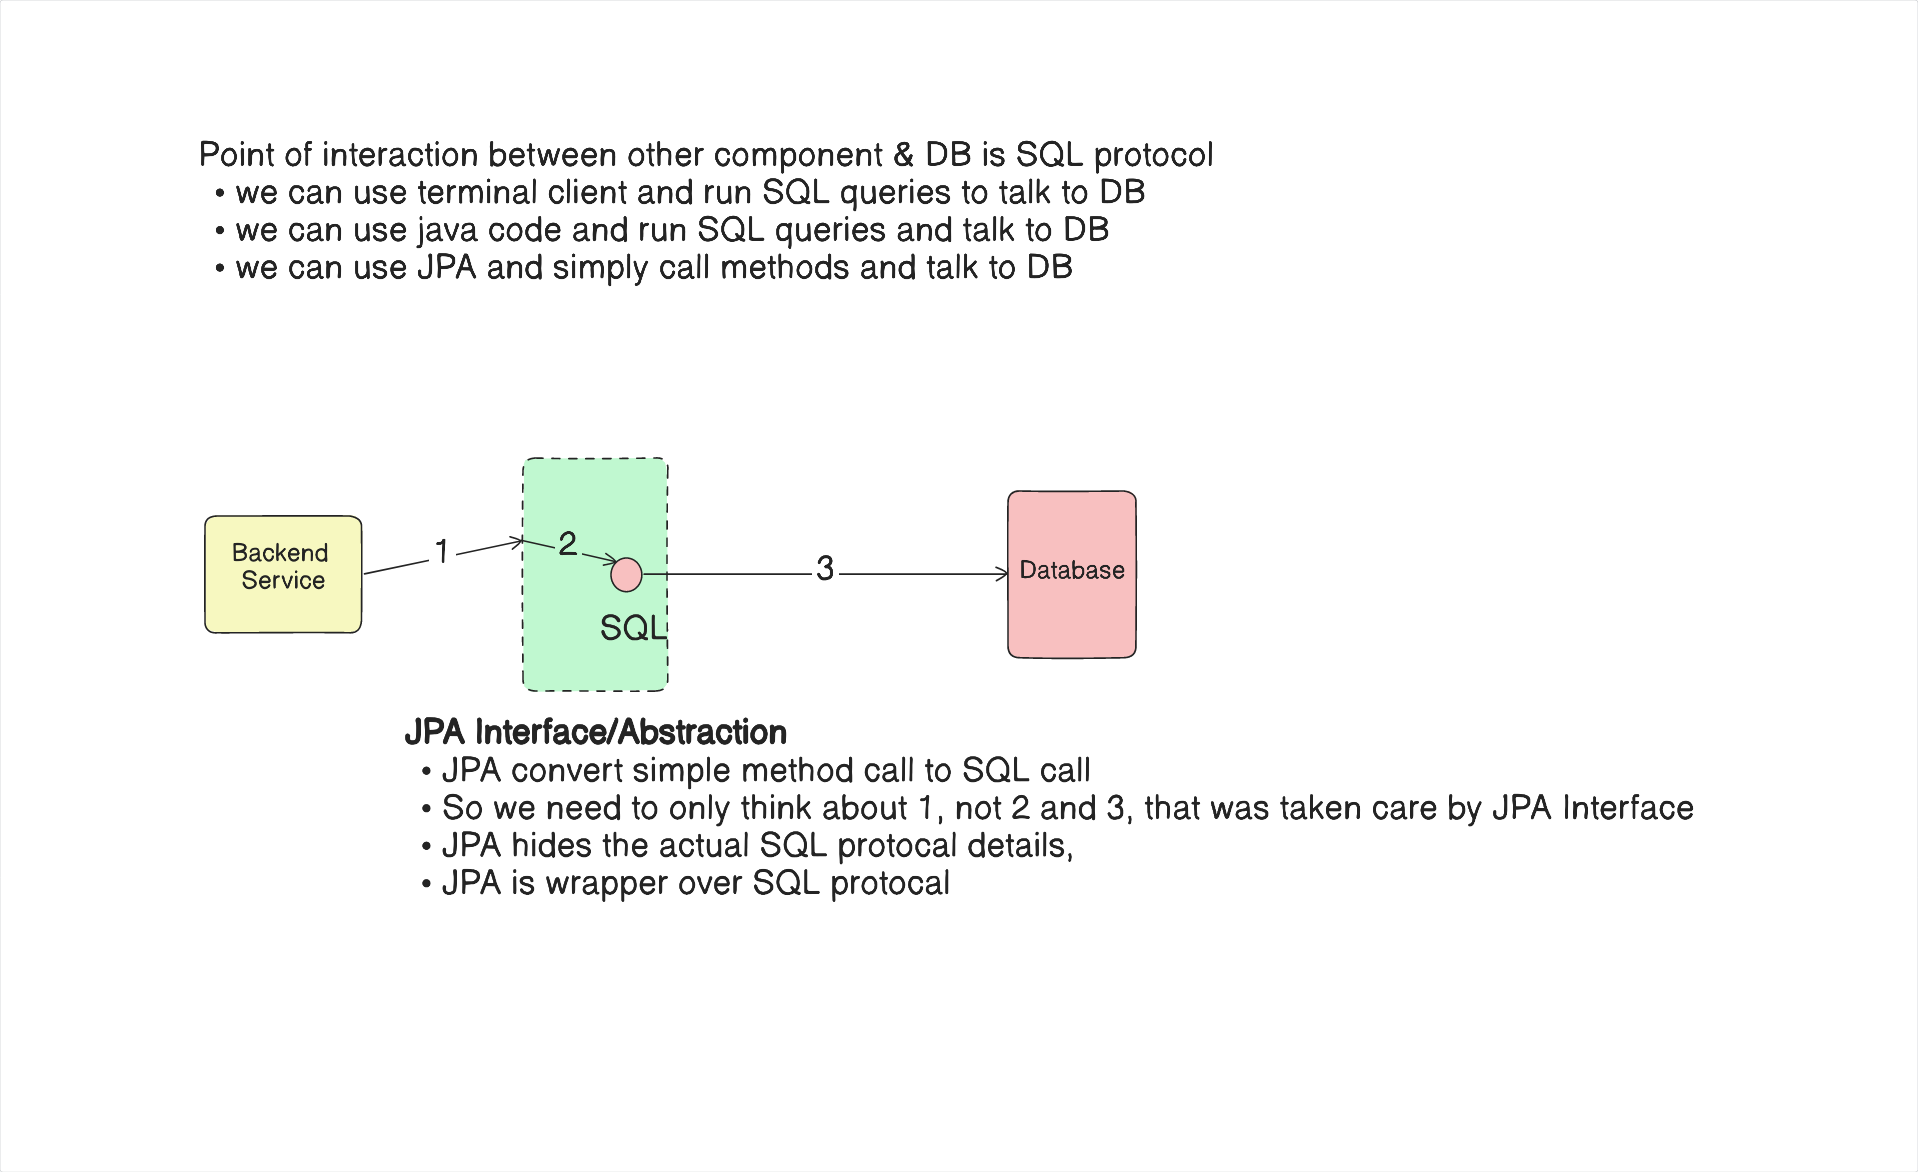 Point of interaction between other component & DB is SQL protocol
• we can use terminal client and run SQL queries to talk to DB
• we can use java code and run SQL queries and talk to DB
• we can use JPA and simply call methods and talk to DB
Backend
Service
1
2
SQL
3
Database
JPA Interface/Abstraction
• JPA convert simple method call to SQL call
• So we need to only think about 1, not 2 and 3, that was taken care by JPA Interface
• JPA hides the actual SQL protocal details,
• JPA is wrapper over SQL protocal